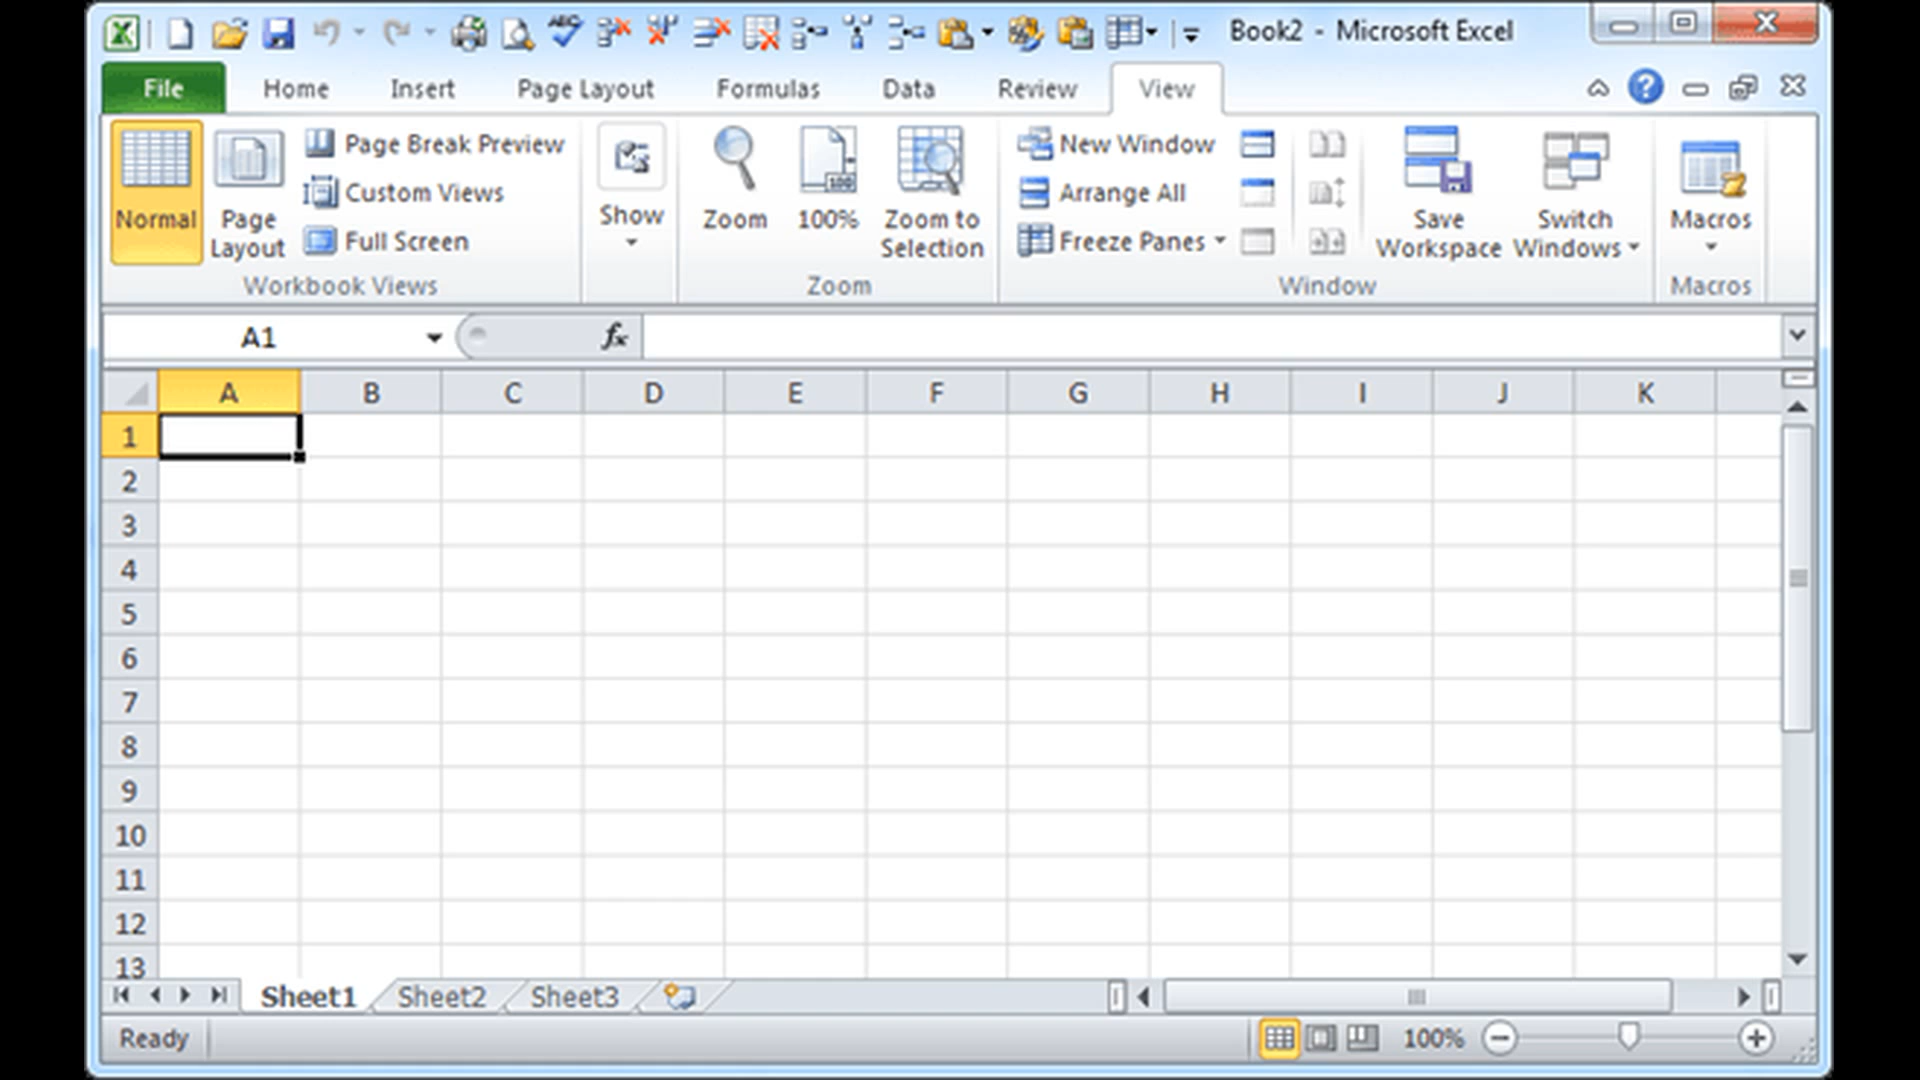 Book2 - Microsoft Excel
File Home Insert Page Layout Formulas Data Review View
Normal
Page Layout
Page Break Preview
Custom Views
Full Screen
Workbook Views
Show
Zoom
100%
Zoom to Selection
Zoom
New Window
Arrange All
Freeze Panes
Save Workspace
Switch Windows
Window
Macros
Macros
A1 fx
A B C D E F G H I J K
1
2
3
4
5
6
7
8
9
10
11
12
13
Sheet1 Sheet2 Sheet3
Ready 100%